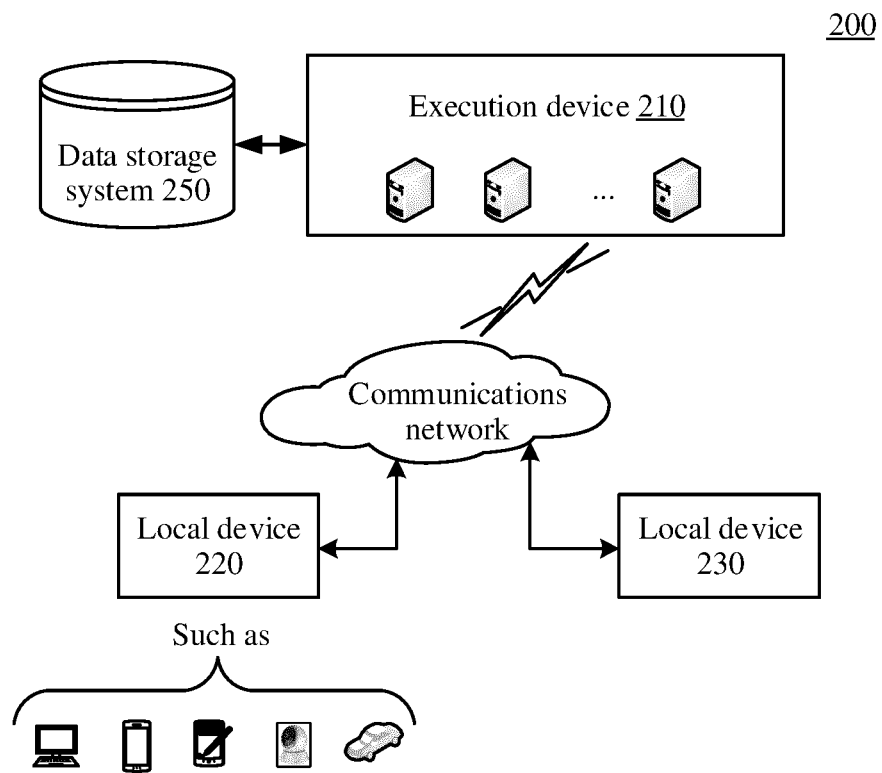 200
Execution device 210
Data storage
system 250
...
Communications
network
Local device
220
Local device
230
Such as